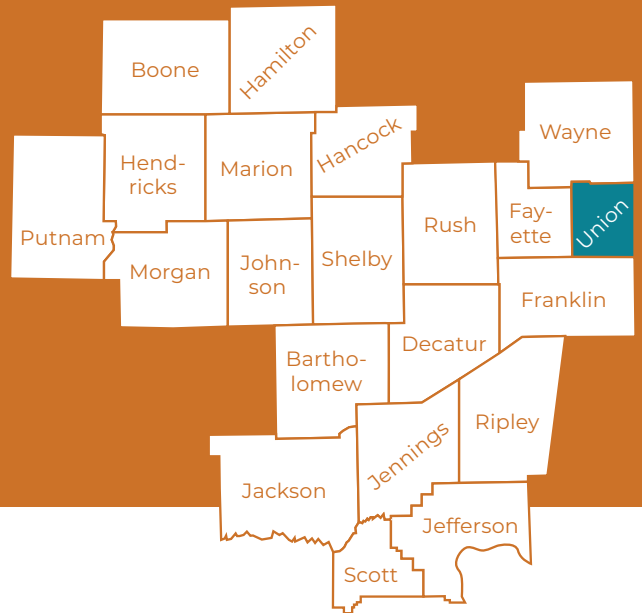 Boone
Hamilton
Hend-
ricks
Marion
Hancock
Wayne
Putnam
Morgan
John-
son
Shelby
Rush
Fay-
ette
Union
Franklin
Decatur
Bartho-
lomew
Jennings
Ripley
Jackson
Jefferson
Scott